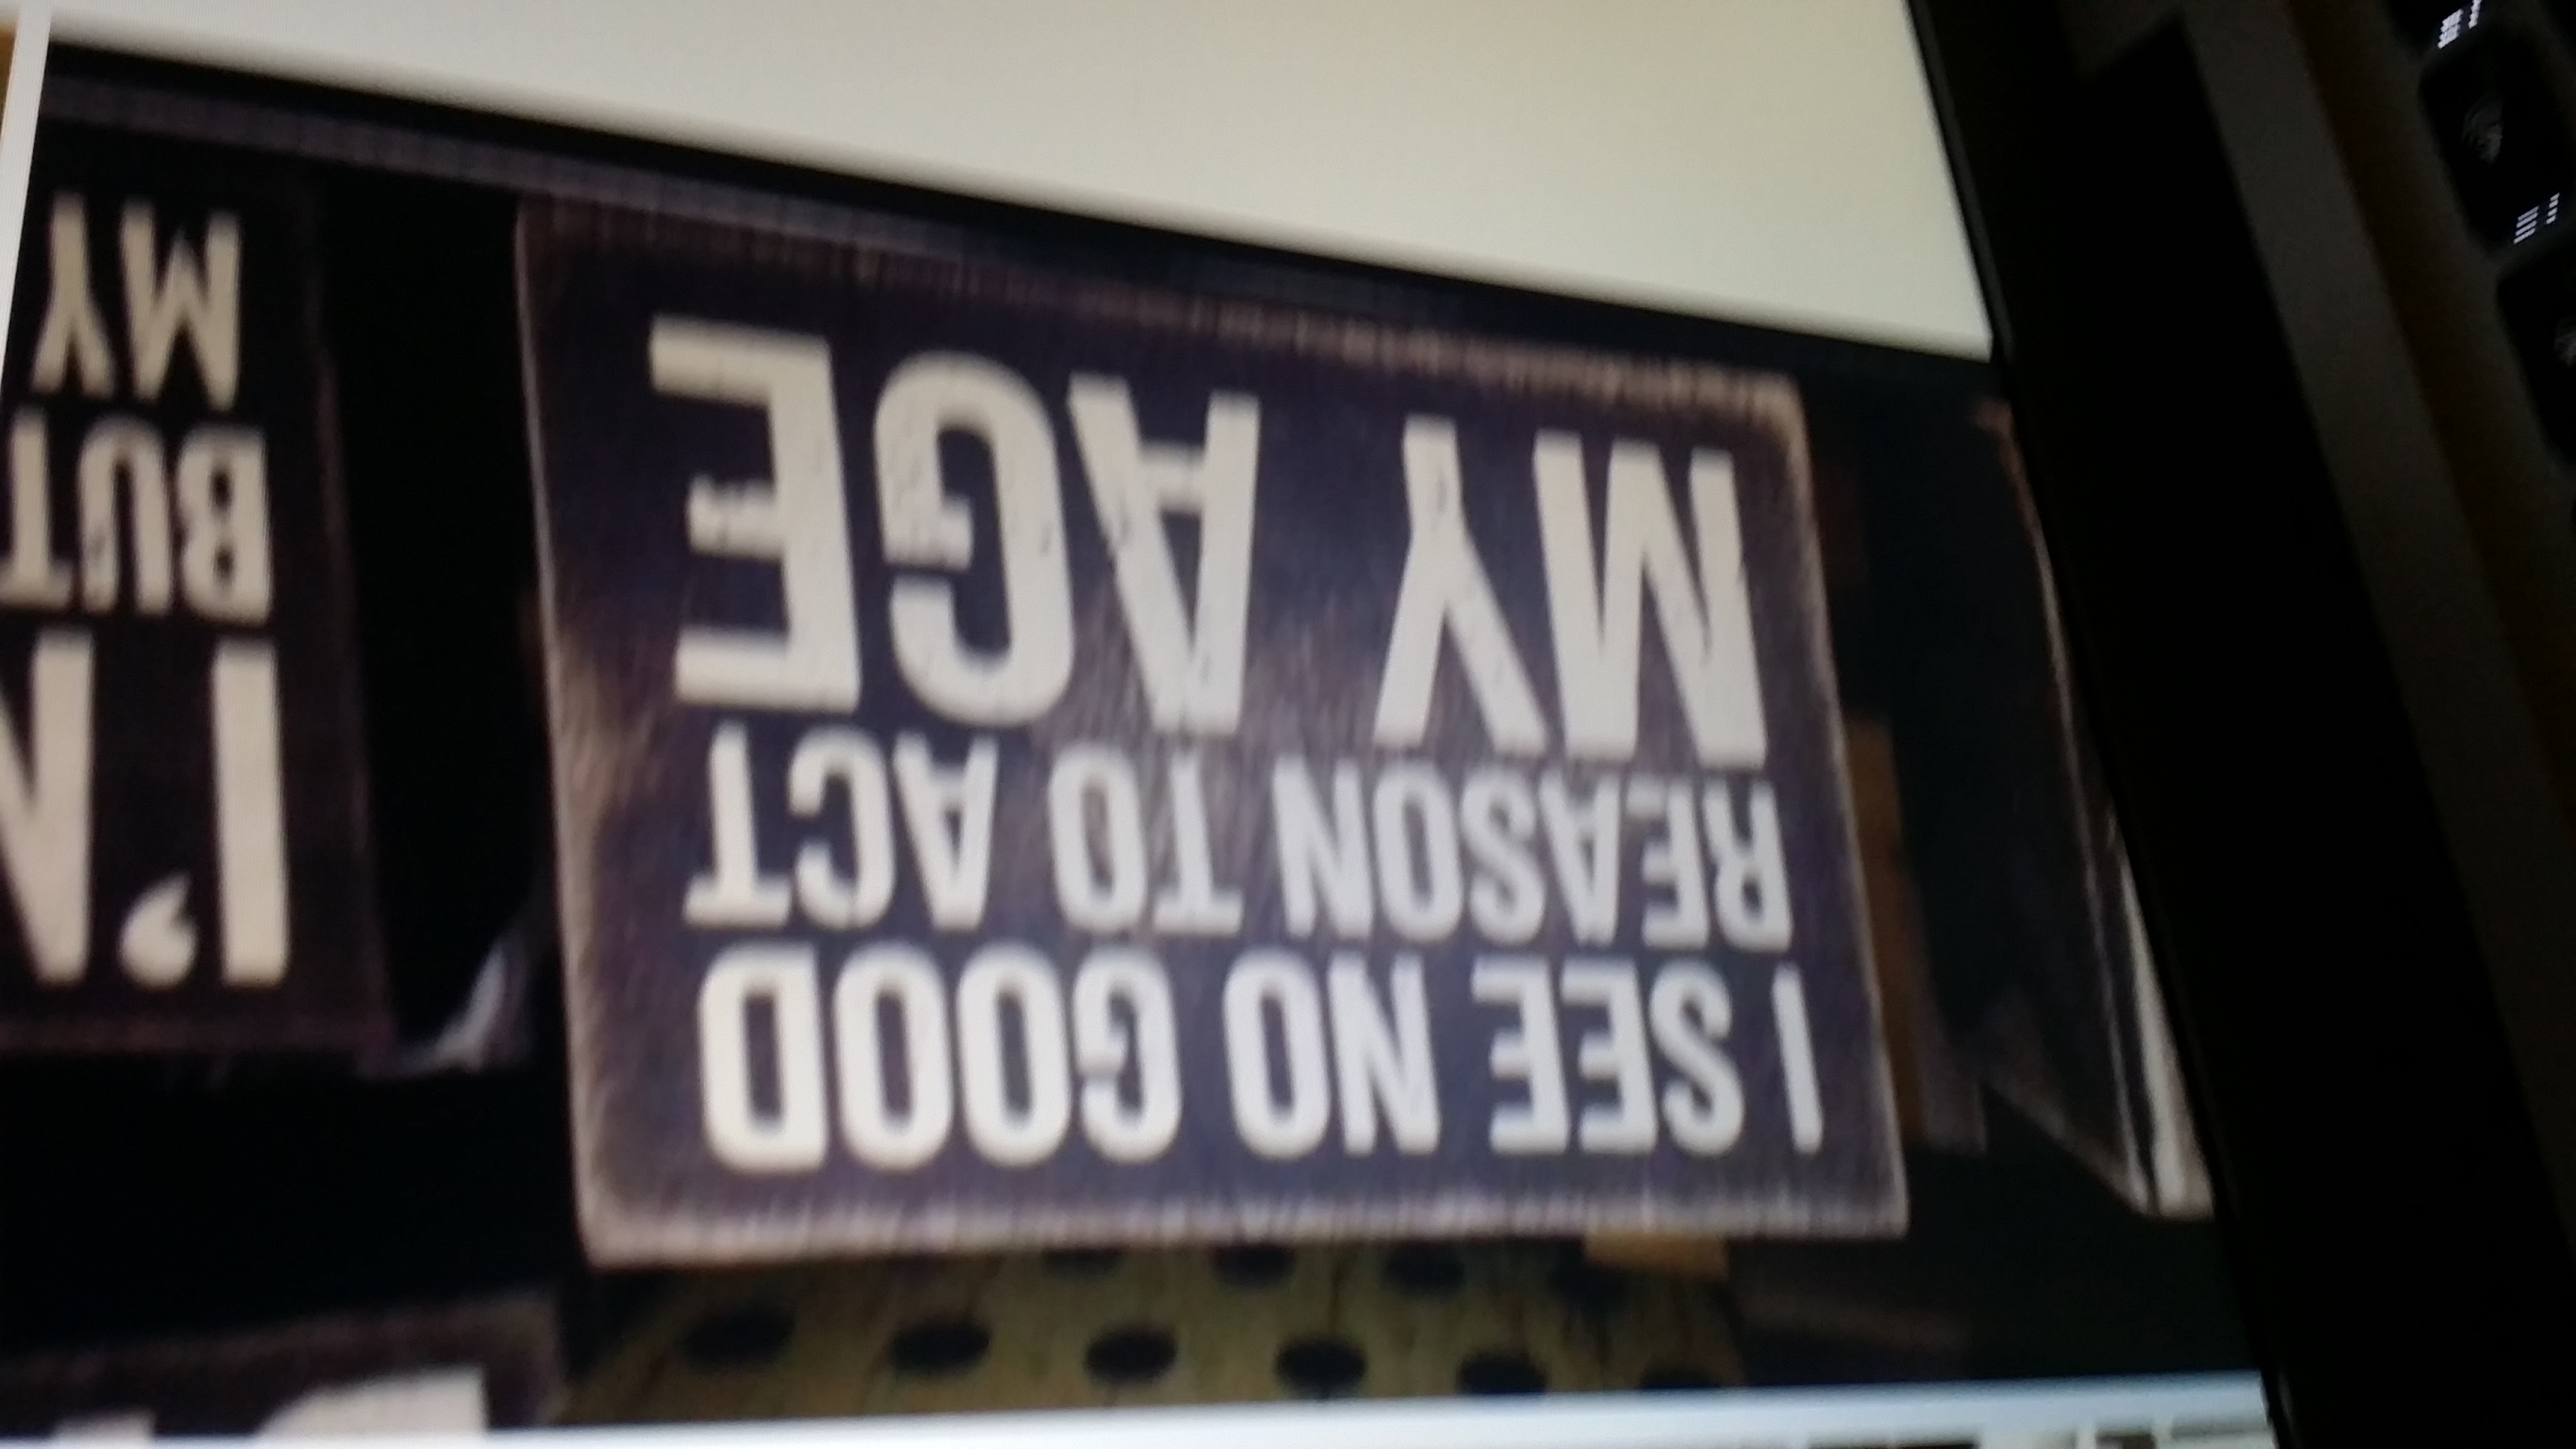 I SEE NO GOOD
REASON TO ACT
MY AGE
BUT
MY